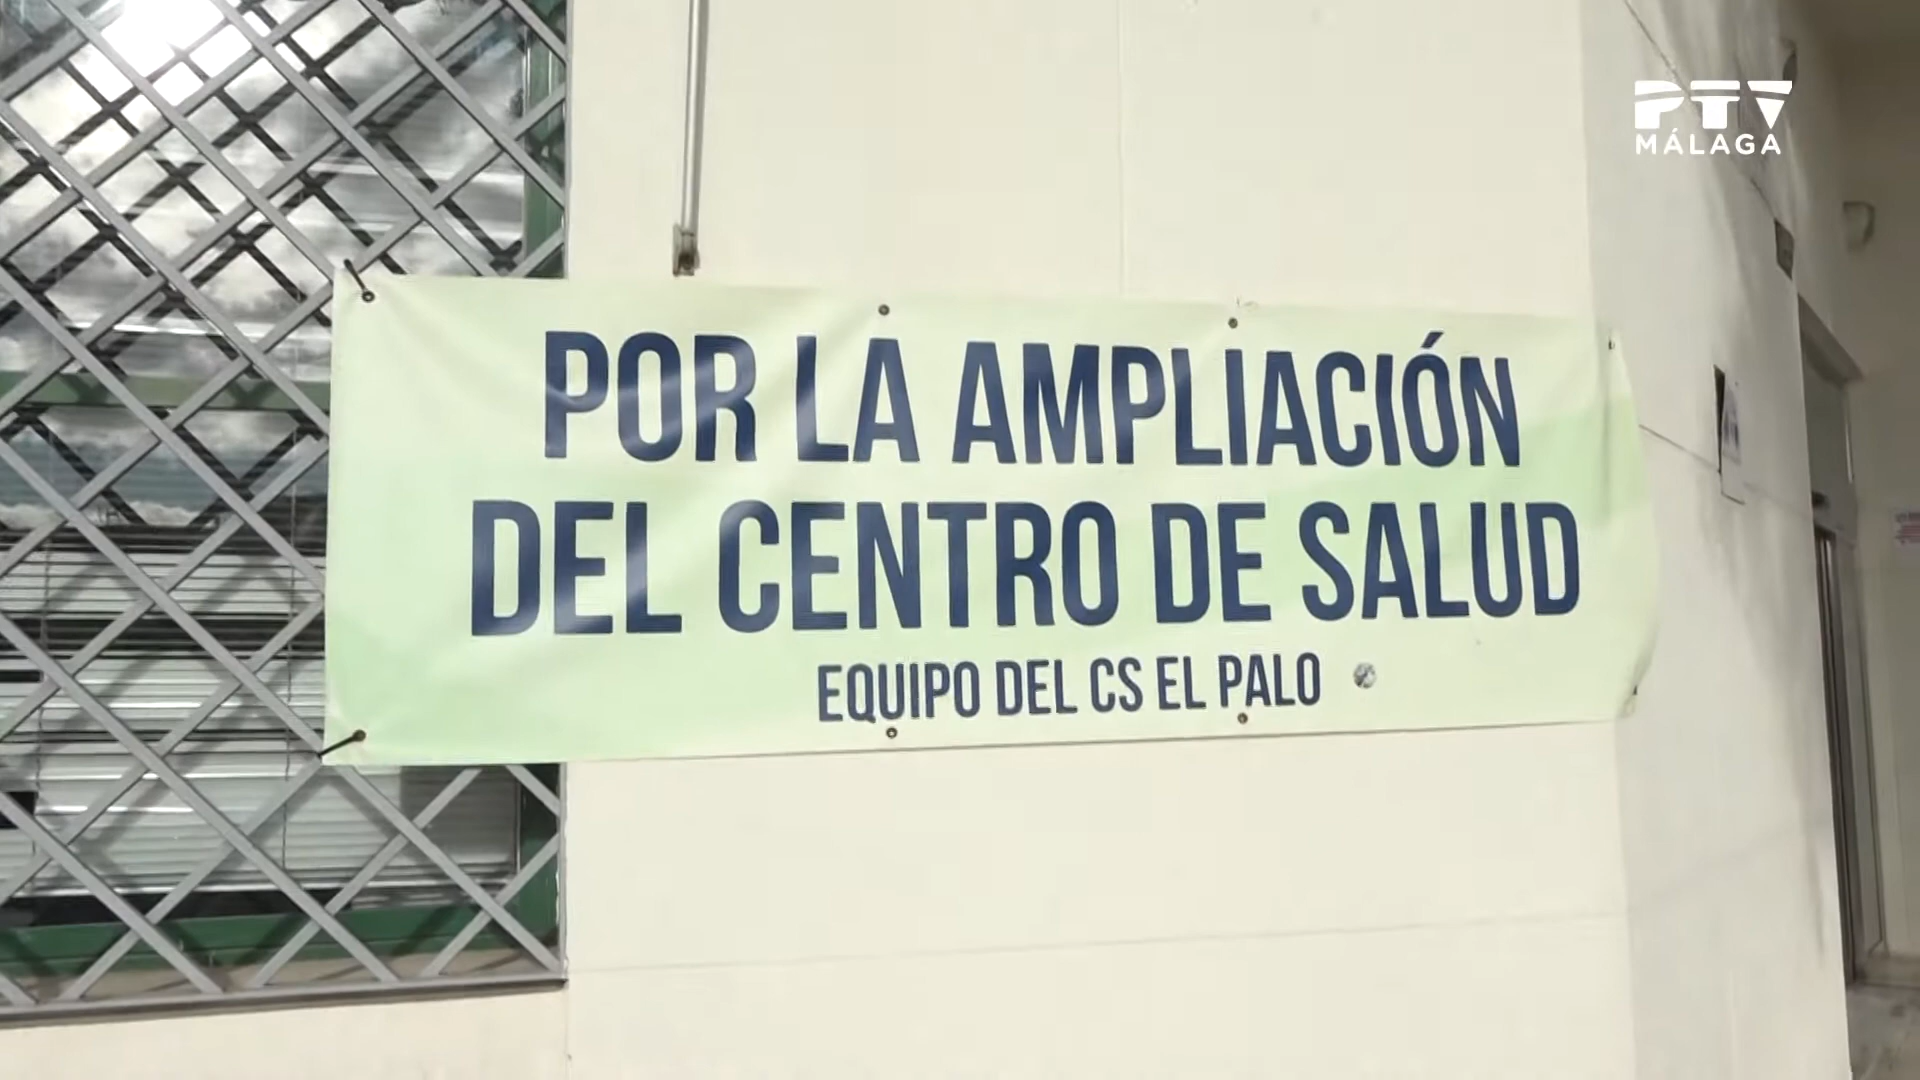 PTV
MÁLAGA
POR LA AMPLIACIÓN
DEL CENTRO DE SALUD
EQUIPO DEL CS EL PALO